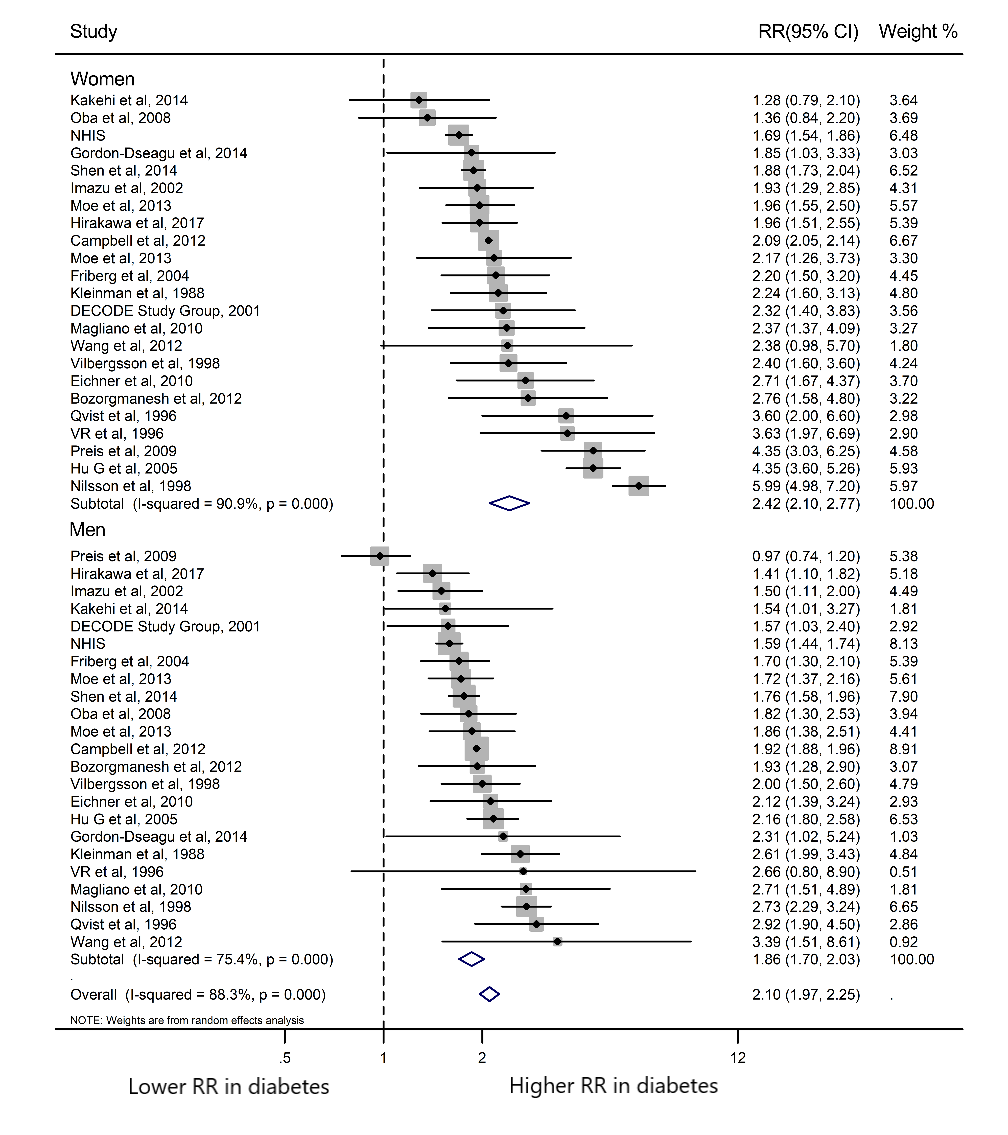 Study RR(95% CI) Weight %
Women
Kakehi et al, 2014 1.28 (0.79, 2.10) 3.64
Oba et al, 2008 1.36 (0.84, 2.20) 3.69
NHIS 1.69 (1.54, 1.86) 6.48
Gordon-Dseagu et al, 2014 1.85 (1.03, 3.33) 3.03
Shen et al, 2014 1.88 (1.73, 2.04) 6.52
Imazu et al, 2002 1.93 (1.29, 2.85) 4.31
Moe et al, 2013 1.96 (1.55, 2.50) 5.57
Hirakawa et al, 2017 1.96 (1.51, 2.55) 5.39
Campbell et al, 2012 2.09 (2.05, 2.14) 6.67
Moe et al, 2013 2.17 (1.26, 3.73) 3.30
Friberg et al, 2004 2.20 (1.50, 3.20) 4.45
Kleinman et al, 1988 2.24 (1.60, 3.13) 4.80
DECODE Study Group, 2001 2.32 (1.40, 3.83) 3.56
Magliano et al, 2010 2.37 (1.37, 4.09) 3.27
Wang et al, 2012 2.38 (0.98, 5.70) 1.80
Vilbergsson et al, 1998 2.40 (1.60, 3.60) 4.24
Eichner et al, 2010 2.71 (1.67, 4.37) 3.70
Bozorgmanesh et al, 2012 2.76 (1.58, 4.80) 3.22
Qvist et al, 1996 3.60 (2.00, 6.60) 2.98
VR et al, 1996 3.63 (1.97, 6.69) 2.90
Preis et al, 2009 4.35 (3.03, 6.25) 4.58
Hu G et al, 2005 4.35 (3.60, 5.26) 5.93
Nilsson et al, 1998 5.99 (4.98, 7.20) 5.97
Subtotal (I-squared = 90.9%, p = 0.000) 2.42 (2.10, 2.77) 100.00
Men
Preis et al, 2009 0.97 (0.74, 1.20) 5.38
Hirakawa et al, 2017 1.41 (1.10, 1.82) 5.18
Imazu et al, 2002 1.50 (1.11, 2.00) 4.49
Kakehi et al, 2014 1.54 (1.01, 3.27) 1.81
DECODE Study Group, 2001 1.57 (1.03, 2.40) 2.92
NHIS 1.59 (1.44, 1.74) 8.13
Friberg et al, 2004 1.70 (1.30, 2.10) 5.39
Moe et al, 2013 1.72 (1.37, 2.16) 5.61
Shen et al, 2014 1.76 (1.58, 1.96) 7.90
Oba et al, 2008 1.82 (1.30, 2.53) 3.94
Moe et al, 2013 1.86 (1.38, 2.51) 4.41
Campbell et al, 2012 1.92 (1.88, 1.96) 8.91
Bozorgmanesh et al, 2012 1.93 (1.28, 2.90) 3.07
Vilbergsson et al, 1998 2.00 (1.50, 2.60) 4.79
Eichner et al, 2010 2.12 (1.39, 3.24) 2.93
Hu G et al, 2005 2.16 (1.80, 2.58) 6.53
Gordon-Dseagu et al, 2014 2.31 (1.02, 5.24) 1.03
Kleinman et al, 1988 2.61 (1.99, 3.43) 4.84
VR et al, 1996 2.66 (0.80, 8.90) 0.51
Magliano et al, 2010 2.71 (1.51, 4.89) 1.81
Nilsson et al, 1998 2.73 (2.29, 3.24) 6.65
Qvist et al, 1996 2.92 (1.90, 4.50) 2.86
Wang et al, 2012 3.39 (1.51, 8.61) 0.92
Subtotal (I-squared = 75.4%, p = 0.000) 1.86 (1.70, 2.03) 100.00
.
Overall (I-squared = 88.3%, p = 0.000) 2.10 (1.97, 2.25) .
NOTE: Weights are from random effects analysis
.5 1 2 12
Lower RR in diabetes Higher RR in diabetes